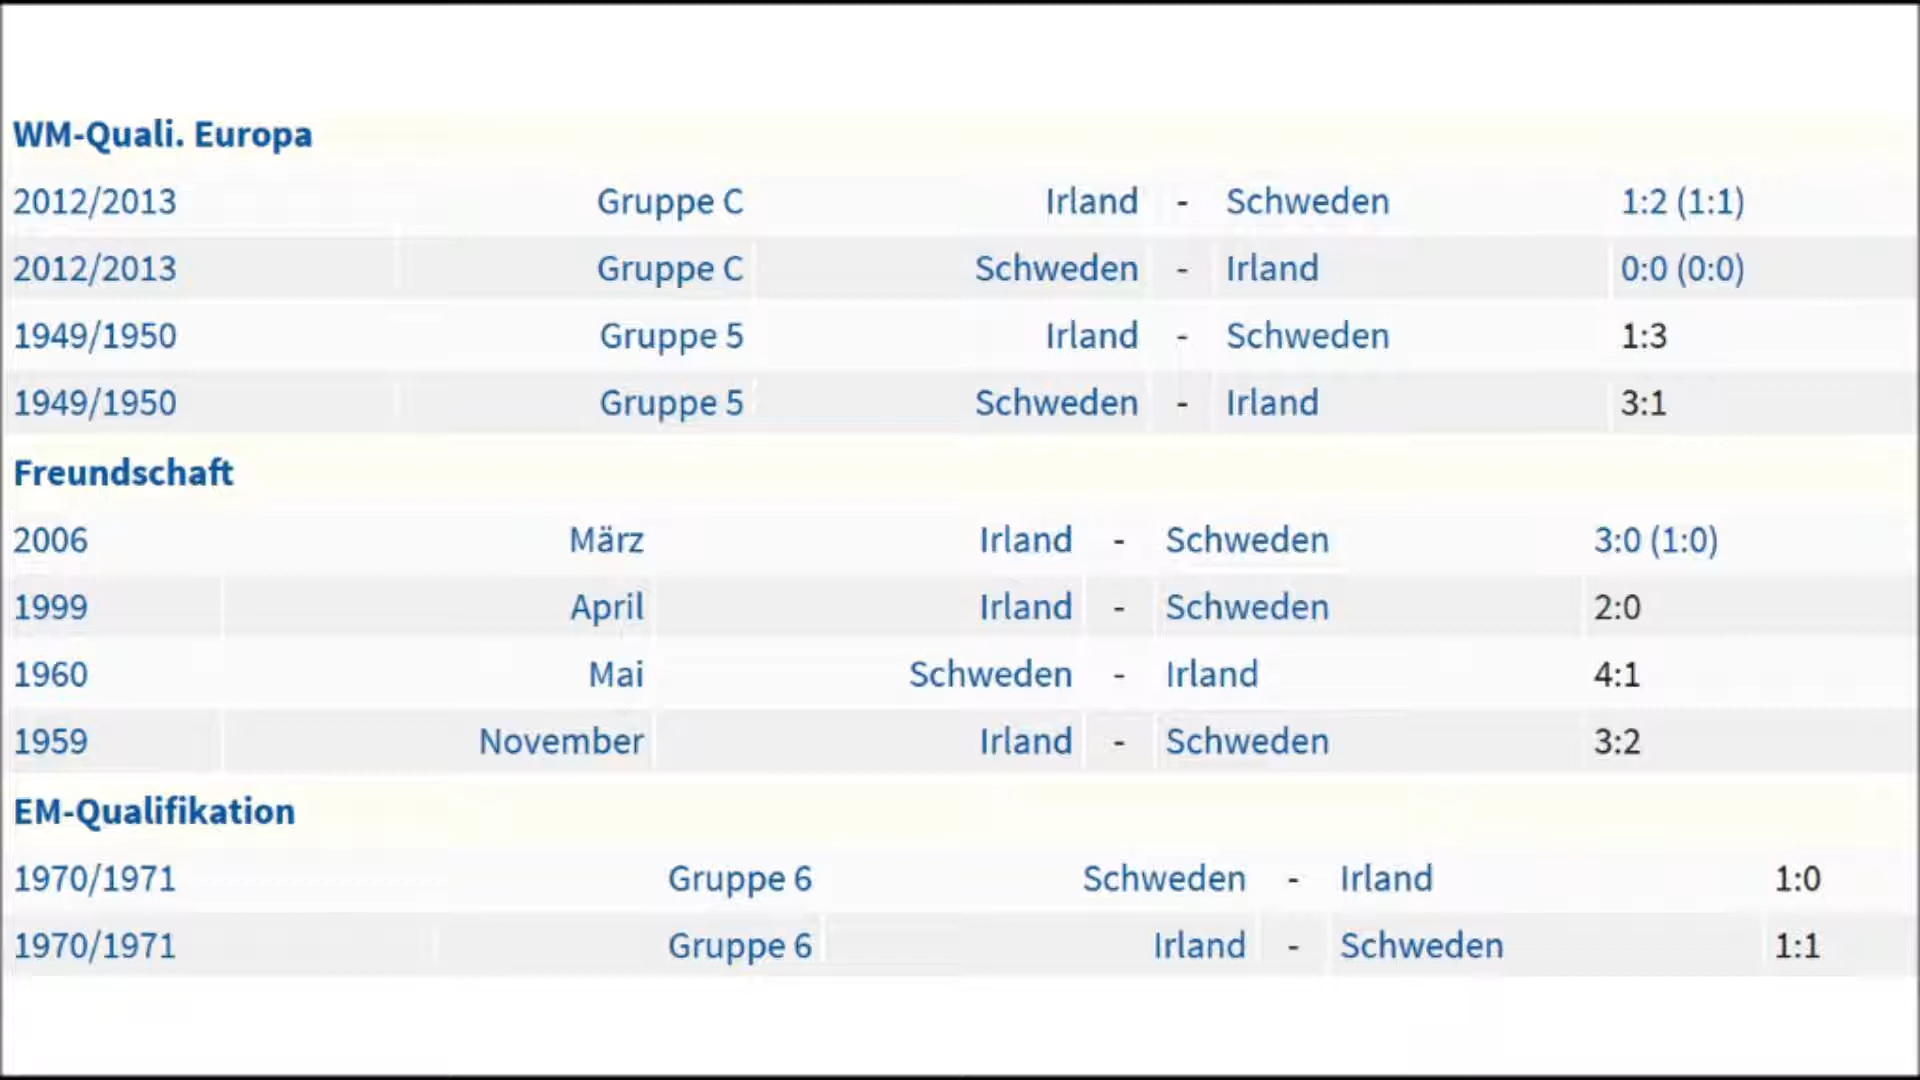 WM-Quali. Europa
2012/2013 Gruppe C Irland - Schweden 1:2 (1:1)
2012/2013 Gruppe C Schweden - Irland 0:0 (0:0)
1949/1950 Gruppe 5 Irland - Schweden 1:3
1949/1950 Gruppe 5 Schweden - Irland 3:1
Freundschaft
2006 März Irland - Schweden 3:0 (1:0)
1999 April Irland - Schweden 2:0
1960 Mai Schweden - Irland 4:1
1959 November Irland - Schweden 3:2
EM-Qualifikation
1970/1971 Gruppe 6 Schweden - Irland 1:0
1970/1971 Gruppe 6 Irland - Schweden 1:1